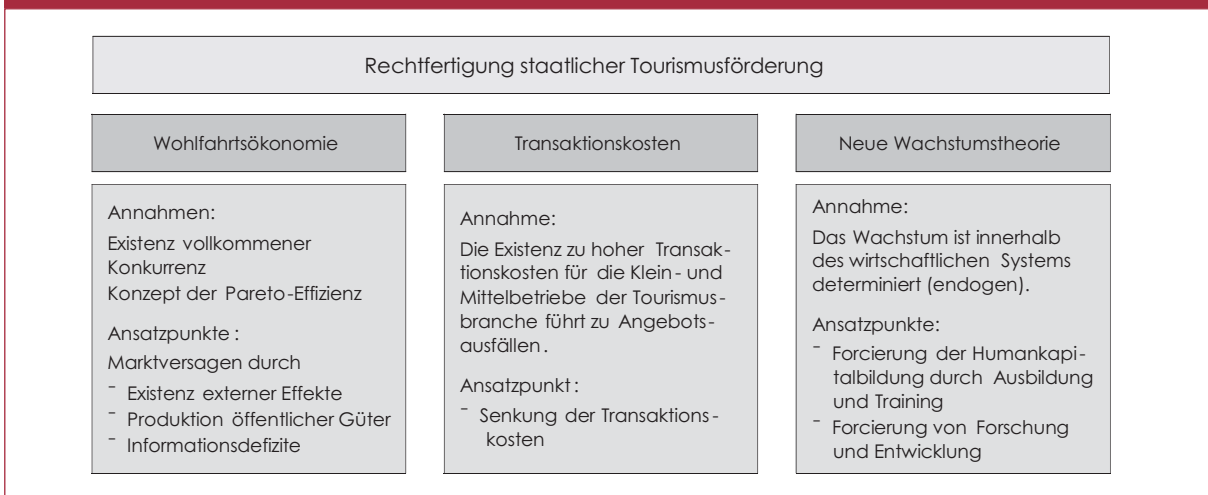 Rechtfertigung staatlicher Tourismusförderung
Wohlfahrtsökonomie
Annahmen:
Existenz vollkommener
Konkurrenz
Konzept der Pareto-Effizienz
Ansatzpunkte:
Marktversagen durch
- Existenz externer Effekte
- Produktion öffentlicher Güter
- Informationsdefizite
Transaktionskosten
Annahme:
Die Existenz zu hoher Transak-
tionskosten für die Klein- und
Mittelbetriebe der Tourismus-
branche führt zu Angebots-
ausfällen.
Ansatzpunkt:
- Senkung der Transaktions-
kosten
Neue Wachstumstheorie
Annahme:
Das Wachstum ist innerhalb
des wirtschaftlichen Systems
determiniert (endogen).
Ansatzpunkte:
- Forcierung der Humankapi-
talbildung durch Ausbildung
und Training
- Forcierung von Forschung
und Entwicklung